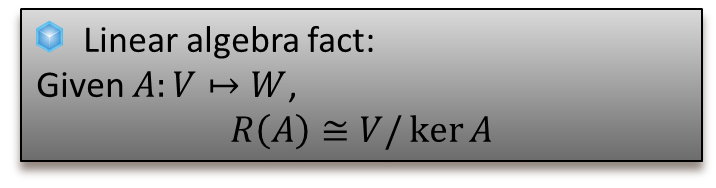 Linear algebra fact:
Given A: V ↦ W,
R(A) ≅ V/ ker A